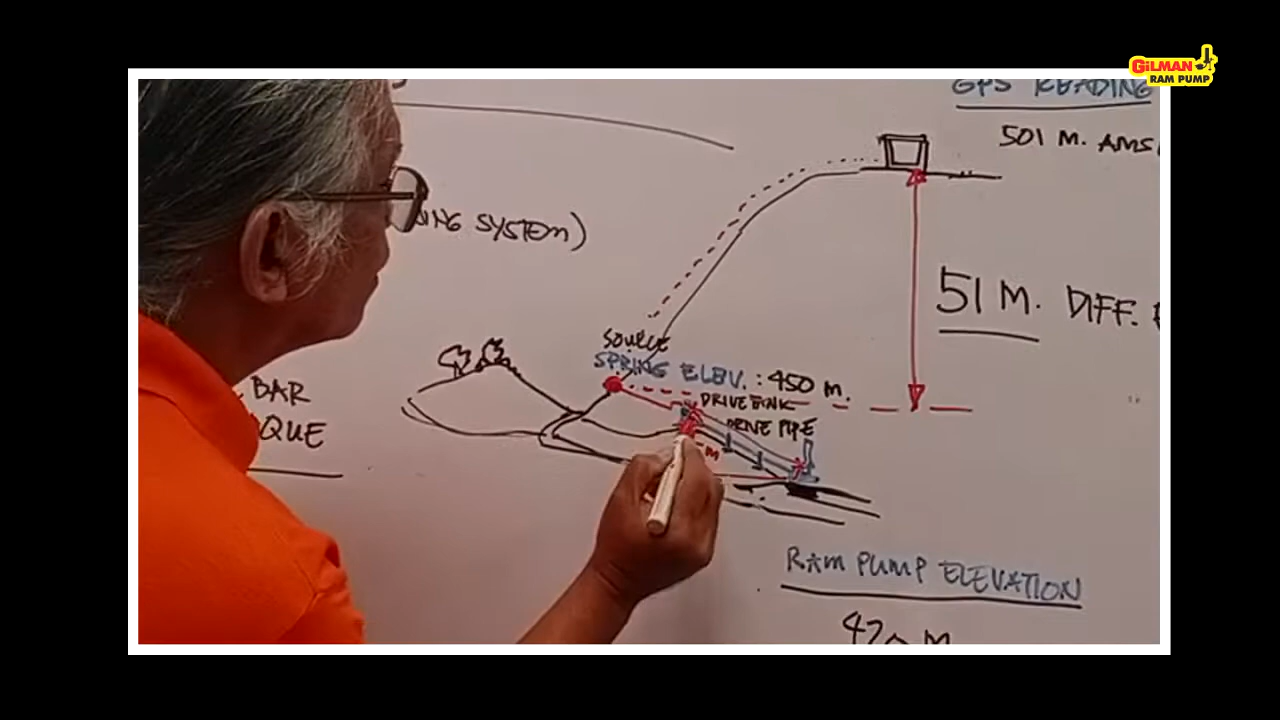 GILMAN
RAM PUMP
GPS READING
501 M. AMS
SYSTEM)
51 M. DIFF.
SOURCE
SPRING ELEV. : 450 M.
DRIVE TANK
DRIVE PIPE
M
BAR
QUE
RAM PUMP ELEVATION
M